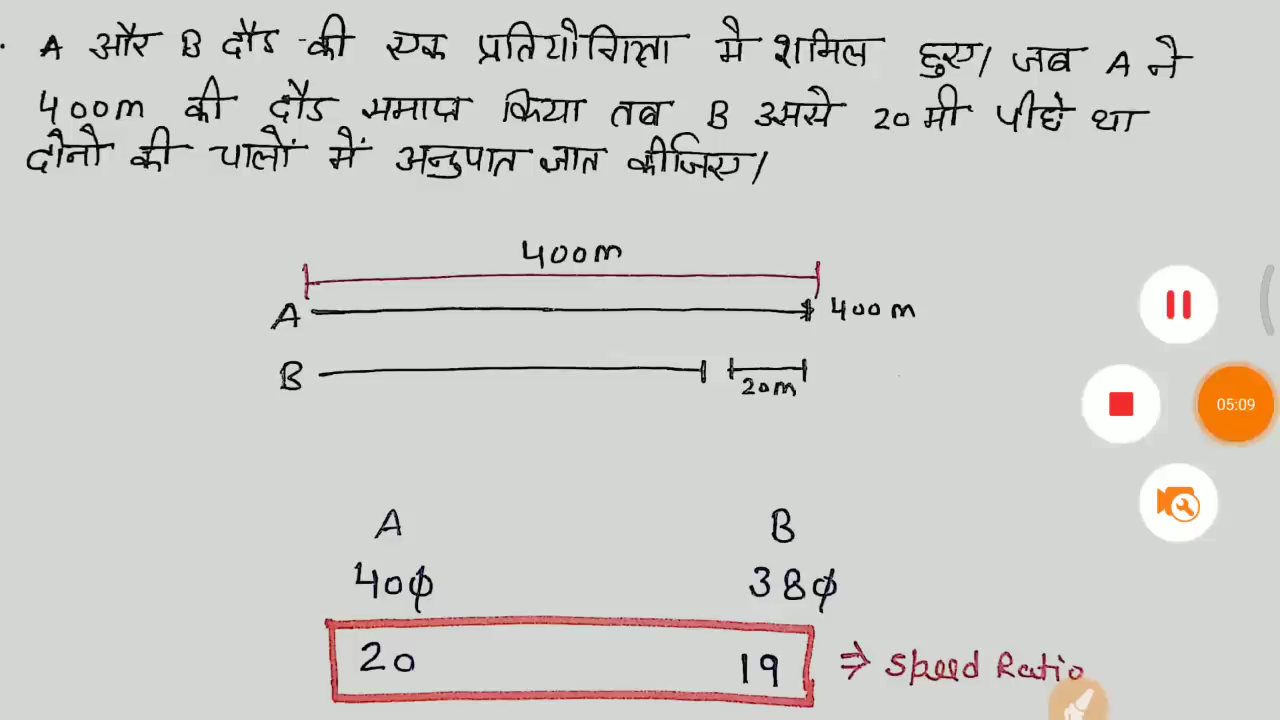 A और B दौड की एक प्रतियोगिता मे शामिल हुए। जब A ने
400m की दौड समाप्त किया तब B उससे 20 मी पीछे था
दोनो की चालों में अनुपात ज्ञात कीजिए।
400m
A 400m
B 20m
05:09
A B
400 380
20 19 ⇒ Speed Ratio